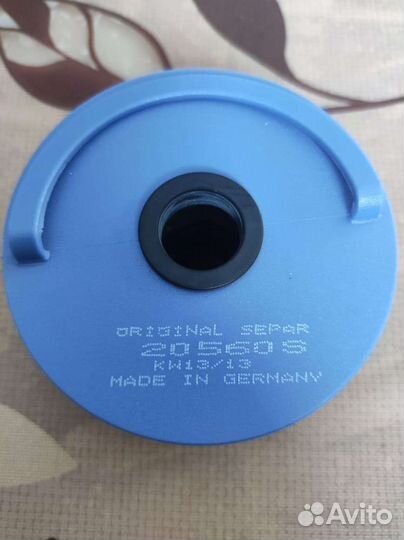 ORIGINAL SEPAR
20560S
KW13/13
MADE IN GERMANY
Avito